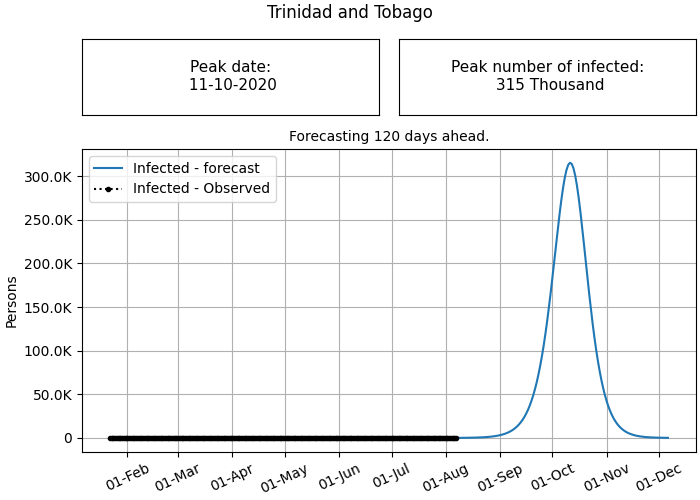 Trinidad and Tobago
Peak date:
11-10-2020
Peak number of infected:
315 Thousand
Forecasting 120 days ahead.
Infected - forecast
Infected - Observed
300.0K
250.0K
200.0K
150.0K
100.0K
50.0K
0
Persons
01-Feb
01-Mar
01-Apr
01-May
01-Jun
01-Jul
01-Aug
01-Sep
01-Oct
01-Nov
01-Dec